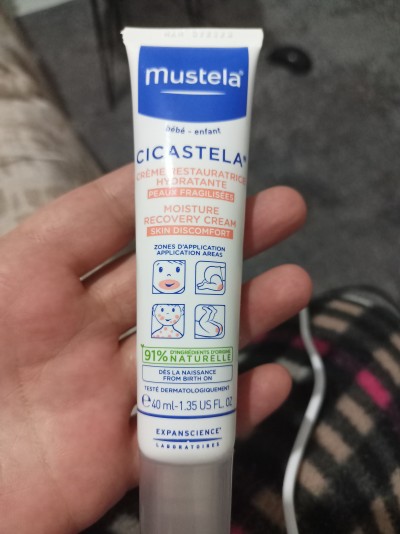 mustela®
bébé - enfant
CICASTELA®
CRÈME RESTAURATRICE
HYDRATANTE
PEAUX FRAGILISÉES
MOISTURE
RECOVERY CREAM
SKIN DISCOMFORT
ZONES D'APPLICATION
APPLICATION AREAS
91% D'INGRÉDIENTS D'ORIGINE
NATURELLE
DÈS LA NAISSANCE
FROM BIRTH ON
TESTÉ DERMATOLOGIQUEMENT
℮ 40 ml-1.35 US FL. OZ
EXPANSCIENCE®
LABORATOIRES